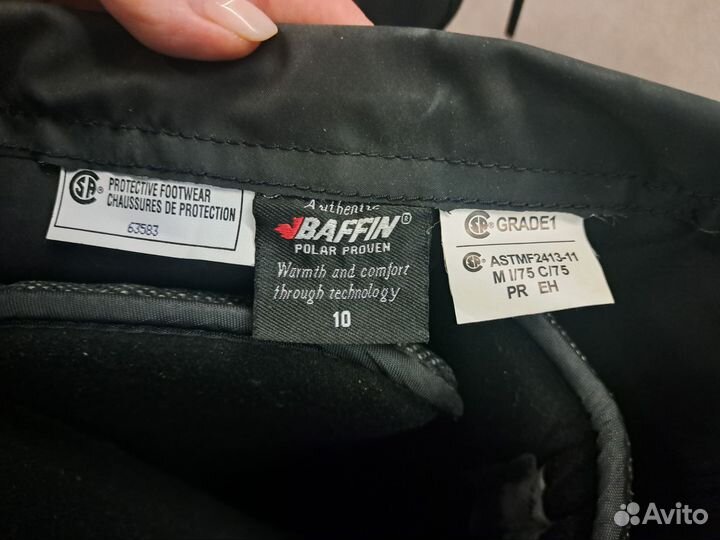 PROTECTIVE FOOTWEAR
CHAUSSURES DE PROTECTION
63583
Authentic
BAFFIN®
POLAR PROVEN
Warmth and comfort
through technology
10
GRADE1
ASTMF2413-11
M I/75 C/75
PR EH
Avito